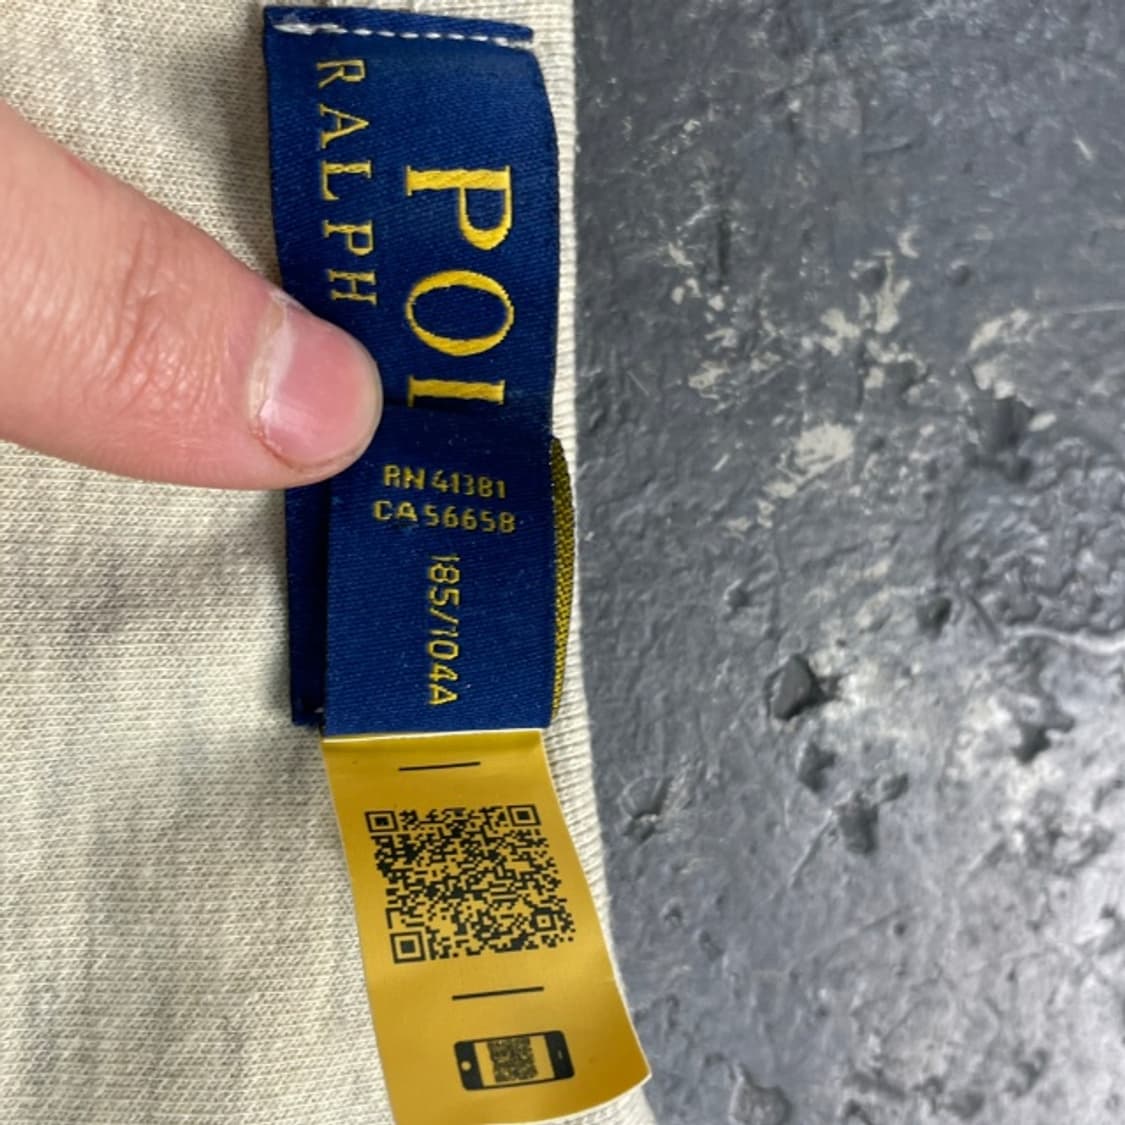 POL
RALPH
RN 41381
CA 56658
185/104A